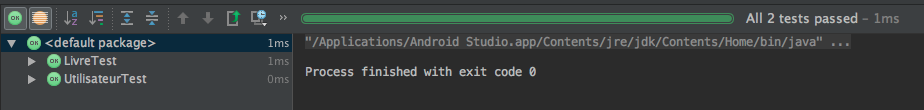 All 2 tests passed – 1ms
<default package> 1ms
LivreTest 1ms
UtilisateurTest 0ms
"/Applications/Android Studio.app/Contents/jre/jdk/Contents/Home/bin/java" ...
Process finished with exit code 0